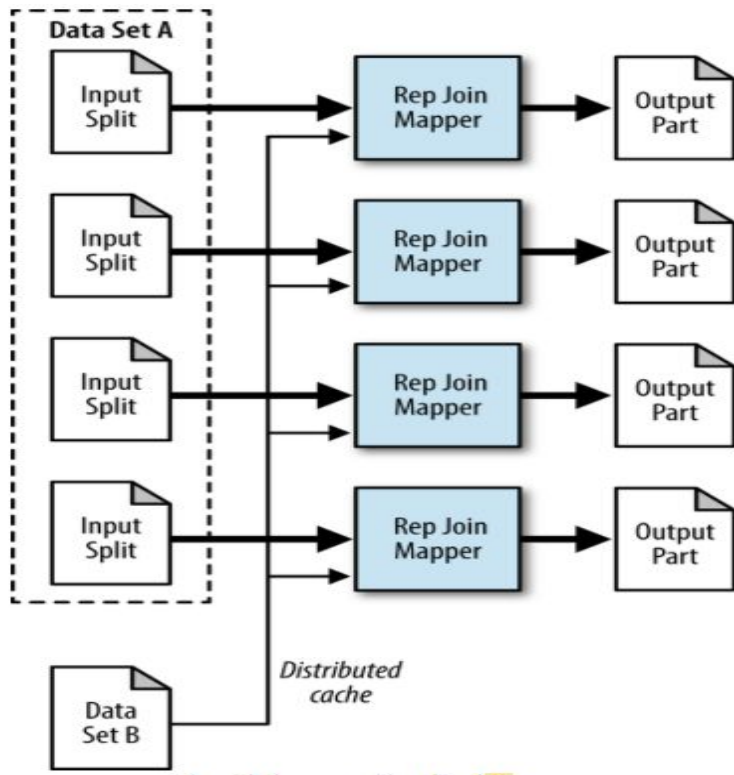 Data Set A
Input
Split
Rep Join
Mapper
Output
Part
Input
Split
Rep Join
Mapper
Output
Part
Input
Split
Rep Join
Mapper
Output
Part
Input
Split
Rep Join
Mapper
Output
Part
Distributed
cache
Data
Set B